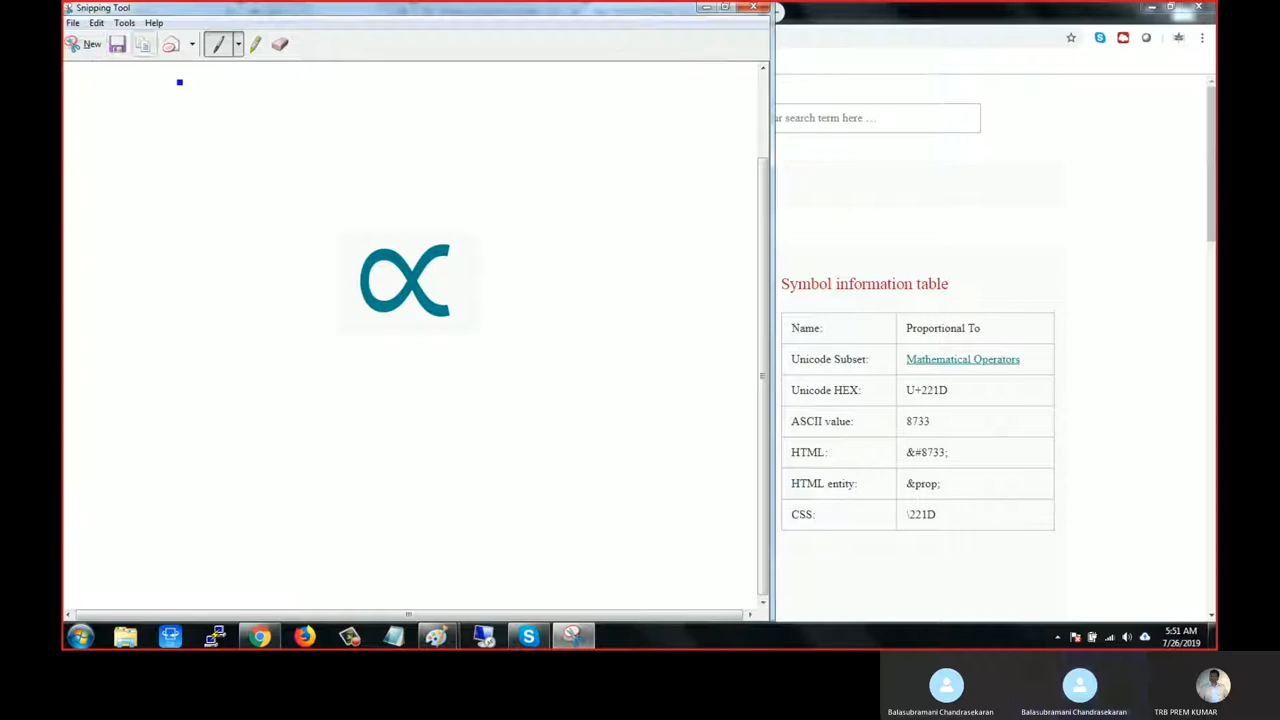 Snipping Tool
File Edit Tools Help
New
∝
ur search term here ...
Symbol information table
Name: Proportional To
Unicode Subset: Mathematical Operators
Unicode HEX: U+221D
ASCII value: 8733
HTML: &#8733;
HTML entity: &prop;
CSS: \221D
5:51 AM
7/26/2019
Balasubramani Chandrasekaran
Balasubramani Chandrasekaran
TRB PREM KUMAR